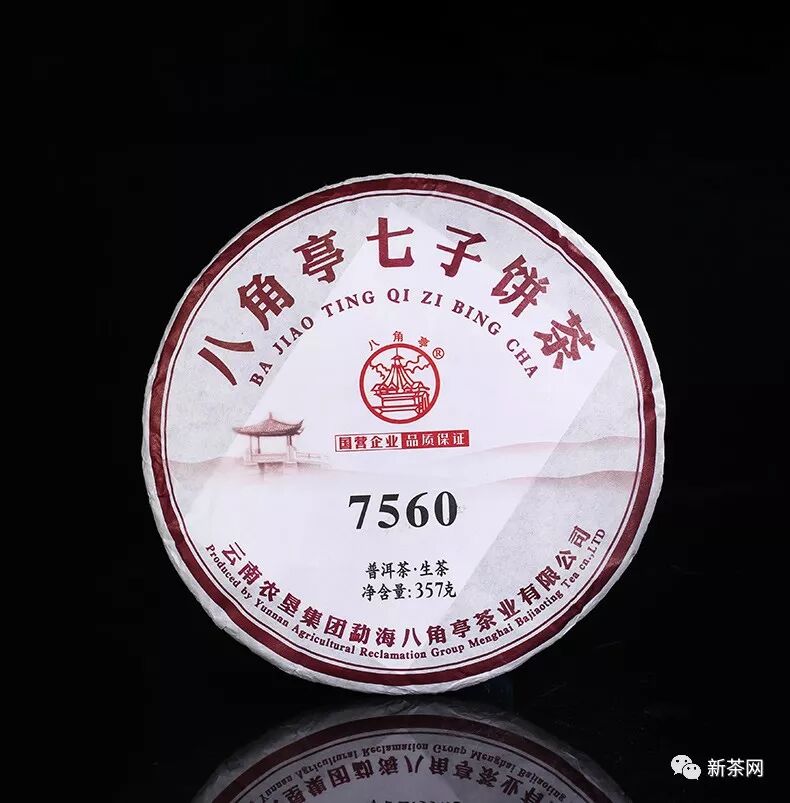 八角亭七子饼茶
BA JIAO TING QI ZI BING CHA
八角亭®
国营企业 品质保证
7560
普洱茶·生茶
净含量:357克
云南农垦集团勐海八角亭茶业有限公司
Produced by Yunnan Agricultural Reclamation Group Menghai Bajiaoting Tea cn.,LTD
新茶网